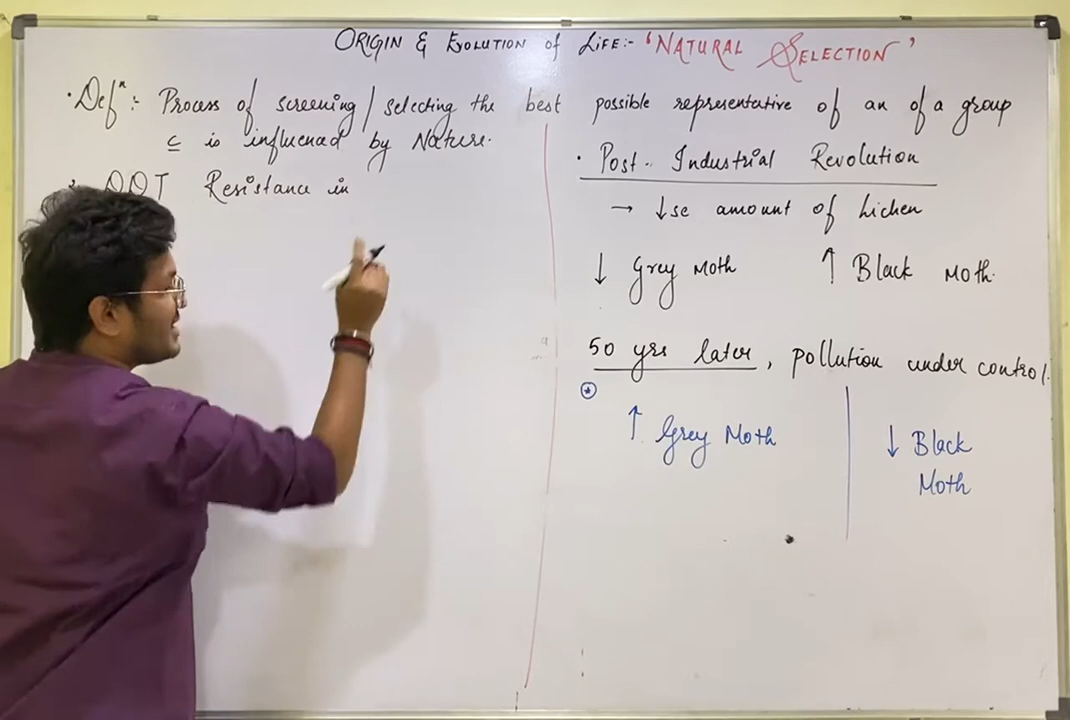 ORIGIN & EVOLUTION of LIFE:- 'NATURAL SELECTION'
• Defⁿ:- Process of screening/selecting the best possible representative of an of a group
c̲ is influenced by Nature.
DDT Resistance in
• Post-Industrial Revolution
→ ↓se amount of Lichen
↓ Grey Moth ↑ Black Moth.
50 yrs later, pollution under control.
↑ Grey Moth
↓ Black
Moth